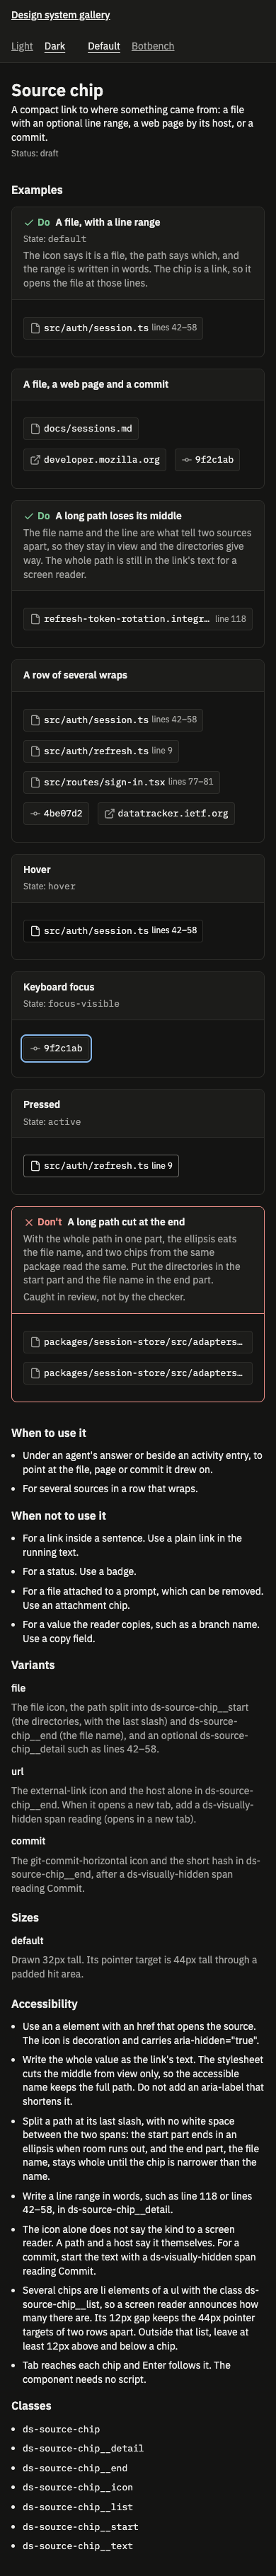 Design system gallery
Light Dark Default Botbench
Source chip
A compact link to where something came from: a file
with an optional line range, a web page by its host, or a
commit.
Status: draft
Examples
Do A file, with a line range
State: default
The icon says it is a file, the path says which, and
the range is written in words. The chip is a link, so it
opens the file at those lines.
src/auth/session.ts lines 42–58
A file, a web page and a commit
docs/sessions.md
developer.mozilla.org 9f2c1ab
Do A long path loses its middle
The file name and the line are what tell two sources
apart, so they stay in view and the directories give
way. The whole path is still in the link's text for a
screen reader.
refresh-token-rotation.integr… line 118
A row of several wraps
src/auth/session.ts lines 42–58
src/auth/refresh.ts line 9
src/routes/sign-in.tsx lines 77–81
4be07d2 datatracker.ietf.org
Hover
State: hover
src/auth/session.ts lines 42–58
Keyboard focus
State: focus-visible
9f2c1ab
Pressed
State: active
src/auth/refresh.ts line 9
Don't A long path cut at the end
With the whole path in one part, the ellipsis eats
the file name, and two chips from the same
package read the same. Put the directories in the
start part and the file name in the end part.
Caught in review, not by the checker.
packages/session-store/src/adapters…
packages/session-store/src/adapters…
When to use it
• Under an agent's answer or beside an activity entry, to
point at the file, page or commit it drew on.
• For several sources in a row that wraps.
When not to use it
• For a link inside a sentence. Use a plain link in the
running text.
• For a status. Use a badge.
• For a file attached to a prompt, which can be removed.
Use an attachment chip.
• For a value the reader copies, such as a branch name.
Use a copy field.
Variants
file
The file icon, the path split into ds-source-chip__start
(the directories, with the last slash) and ds-source-
chip__end (the file name), and an optional ds-source-
chip__detail such as lines 42–58.
url
The external-link icon and the host alone in ds-source-
chip__end. When it opens a new tab, add a ds-visually-
hidden span reading (opens in a new tab).
commit
The git-commit-horizontal icon and the short hash in ds-
source-chip__end, after a ds-visually-hidden span
reading Commit.
Sizes
default
Drawn 32px tall. Its pointer target is 44px tall through a
padded hit area.
Accessibility
• Use an a element with an href that opens the source.
The icon is decoration and carries aria-hidden="true".
• Write the whole value as the link's text. The stylesheet
cuts the middle from view only, so the accessible
name keeps the full path. Do not add an aria-label that
shortens it.
• Split a path at its last slash, with no white space
between the two spans: the start part ends in an
ellipsis when room runs out, and the end part, the file
name, stays whole until the chip is narrower than the
name.
• Write a line range in words, such as line 118 or lines
42–58, in ds-source-chip__detail.
• The icon alone does not say the kind to a screen
reader. A path and a host say it themselves. For a
commit, start the text with a ds-visually-hidden span
reading Commit.
• Several chips are li elements of a ul with the class ds-
source-chip__list, so a screen reader announces how
many there are. Its 12px gap keeps the 44px pointer
targets of two rows apart. Outside that list, leave at
least 12px above and below a chip.
• Tab reaches each chip and Enter follows it. The
component needs no script.
Classes
• ds-source-chip
• ds-source-chip__detail
• ds-source-chip__end
• ds-source-chip__icon
• ds-source-chip__list
• ds-source-chip__start
• ds-source-chip__text